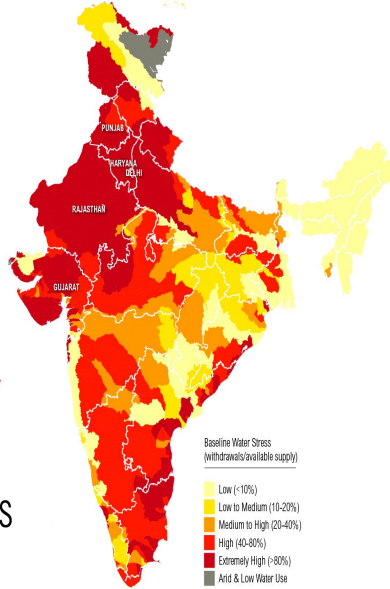 PUNJAB
HARYANA
DELHI
RAJASTHAN
GUJARAT
S
Baseline Water Stress
(withdrawals/available supply)
Low (<10%)
Low to Medium (10-20%)
Medium to High (20-40%)
High (40-80%)
Extremely High (>80%)
Arid & Low Water Use